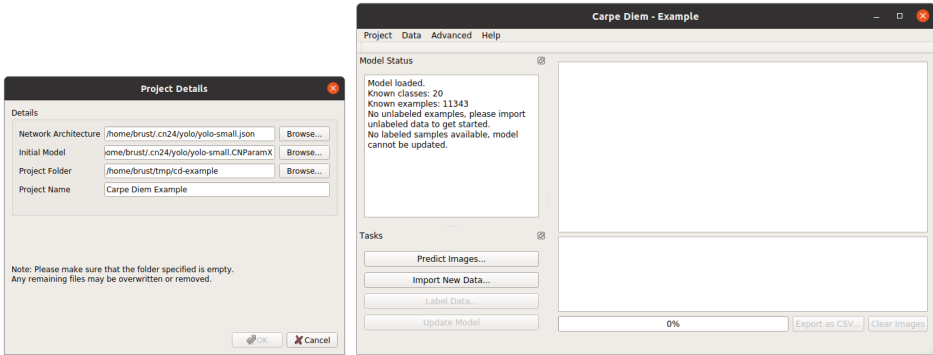 Project Details
Details
Network Architecture /home/brust/.cn24/yolo/yolo-small.json Browse...
Initial Model ome/brust/.cn24/yolo/yolo-small.CNParamX Browse...
Project Folder /home/brust/tmp/cd-example Browse...
Project Name Carpe Diem Example
Note: Please make sure that the folder specified is empty.
Any remaining files may be overwritten or removed.
OK Cancel
Carpe Diem - Example
Project Data Advanced Help
Model Status
Model loaded.
Known classes: 20
Known examples: 11343
No unlabeled examples, please import
unlabeled data to get started.
No labeled samples available, model
cannot be updated.
Tasks
Predict Images...
Import New Data...
Label Data...
Update Model
0% Export as CSV... Clear Images